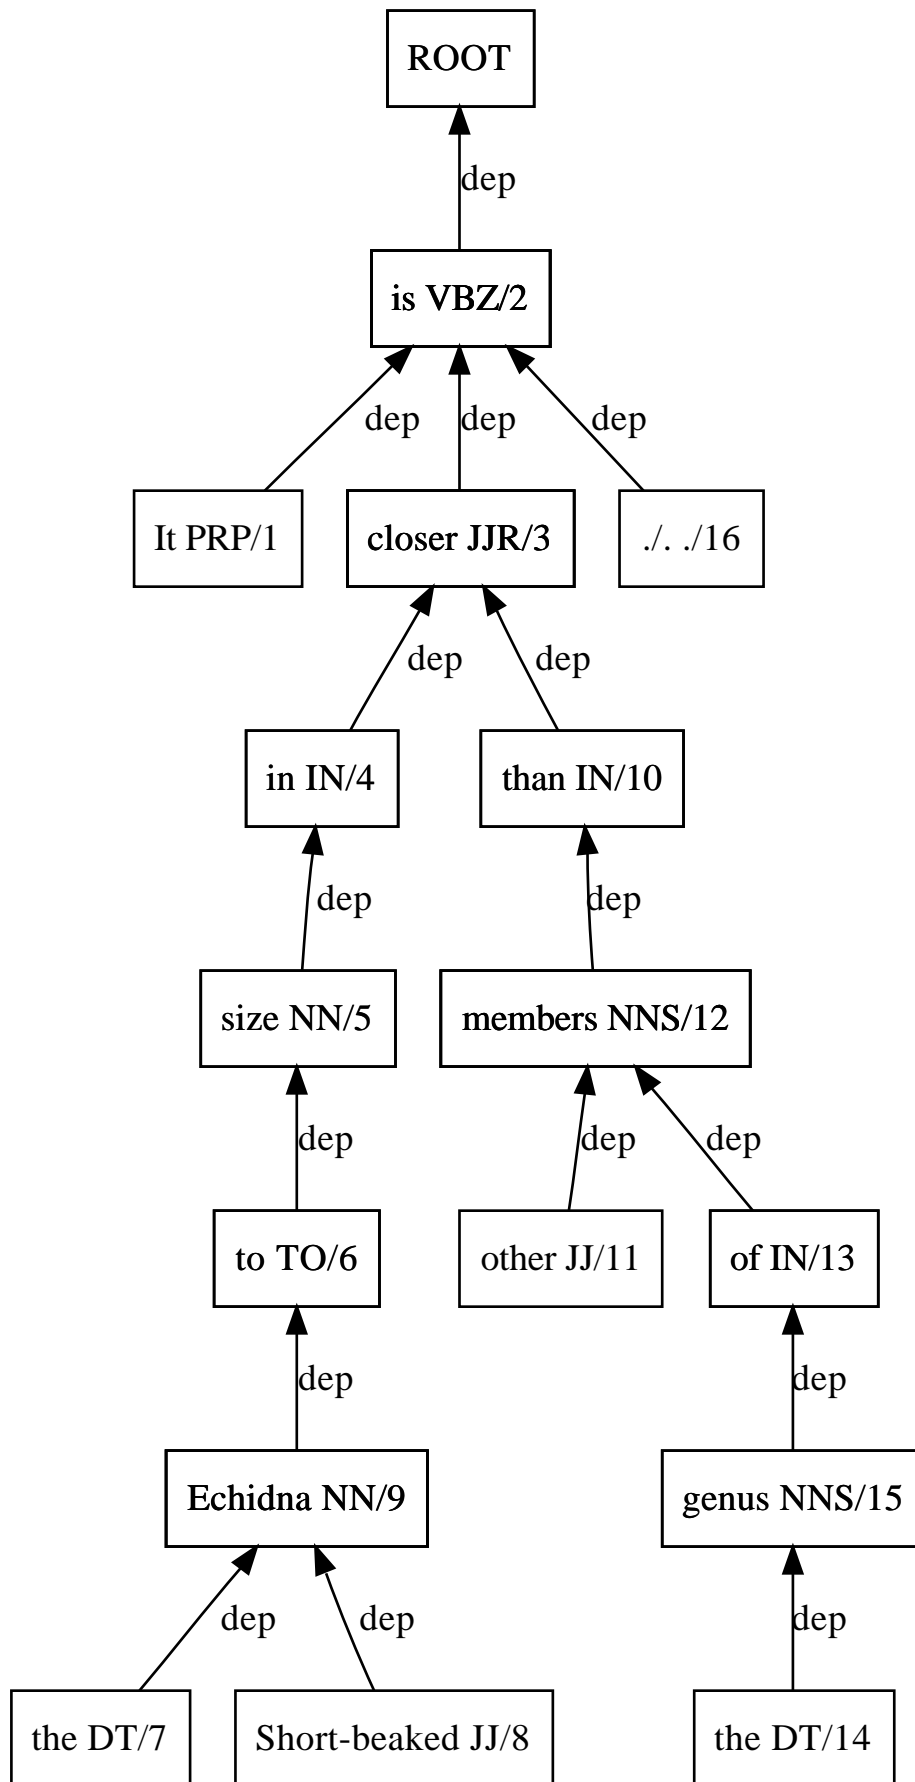 ROOT
dep
is VBZ/2
dep dep dep
It PRP/1 closer JJR/3 ./. ./16
dep dep
in IN/4 than IN/10
dep dep
size NN/5 members NNS/12
dep dep dep
to TO/6 other JJ/11 of IN/13
dep dep
Echidna NN/9 genus NNS/15
dep dep dep
the DT/7 Short-beaked JJ/8 the DT/14